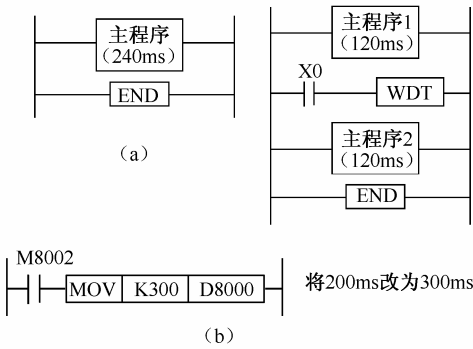 主程序
(240ms)
END
(a)
主程序1
(120ms)
X0
WDT
主程序2
(120ms)
END
M8002
MOV K300 D8000
将200ms改为300ms
(b)